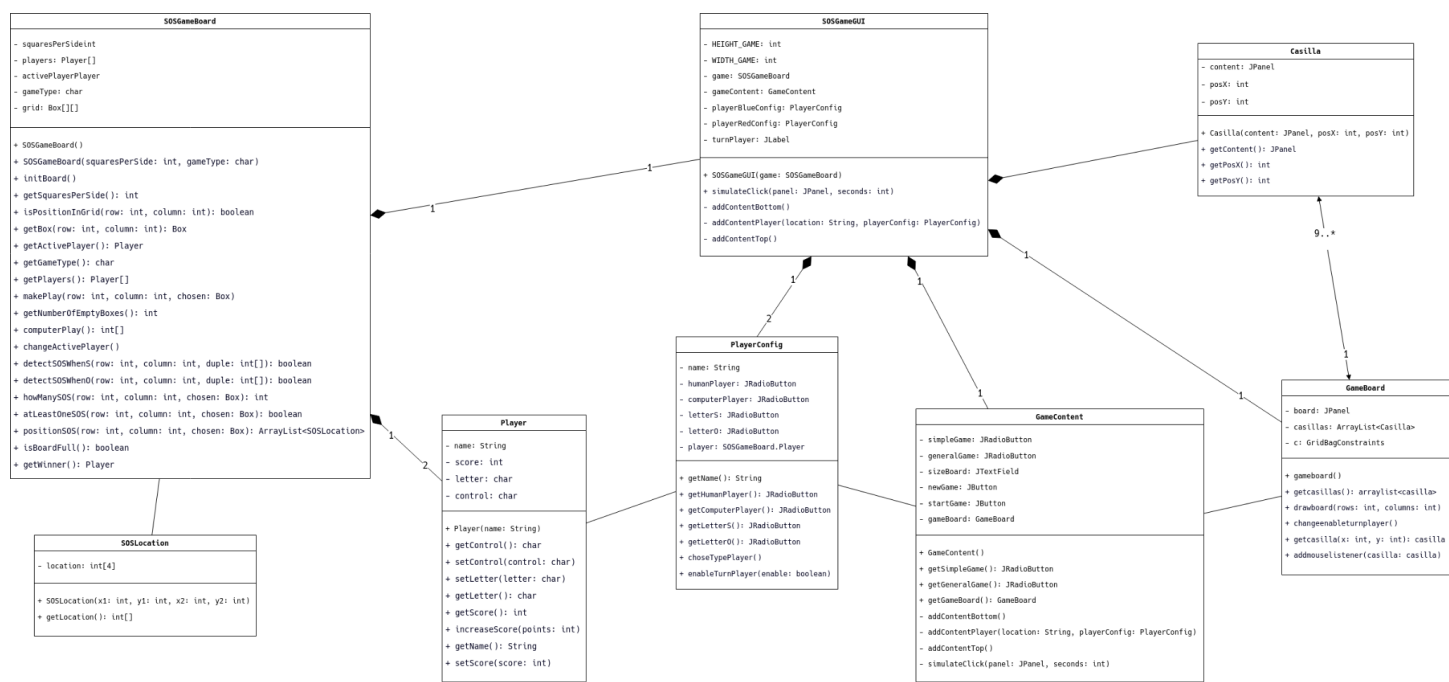 SOSGameBoard
- squaresPerSideint
- players: Player[]
- activePlayerPlayer
- gameType: char
- grid: Box[][]
+ SOSGameBoard()
+ SOSGameBoard(squaresPerSide: int, gameType: char)
+ initBoard()
+ getSquaresPerSide(): int
+ isPositionInGrid(row: int, column: int): boolean
+ getBox(row: int, column: int): Box
+ getActivePlayer(): Player
+ getGameType(): char
+ getPlayers(): Player[]
+ makePlay(row: int, column: int, chosen: Box)
+ getNumberOfEmptyBoxes(): int
+ computerPlay(): int[]
+ changeActivePlayer()
+ detectSOSWhenS(row: int, column: int, duple: int[]): boolean
+ detectSOSWhenO(row: int, column: int, duple: int[]): boolean
+ howManySOS(row: int, column: int, chosen: Box): int
+ atLeastOneSOS(row: int, column: int, chosen: Box): boolean
+ positionSOS(row: int, column: int, chosen: Box): ArrayList<SOSLocation>
+ isBoardFull(): boolean
+ getWinner(): Player
1
1
1
2
SOSLocation
- location: int[4]
+ SOSLocation(x1: int, y1: int, x2: int, y2: int)
+ getLocation(): int[]
Player
- name: String
- score: int
- letter: char
- control: char
+ Player(name: String)
+ getControl(): char
+ setControl(control: char)
+ setLetter(letter: char)
+ getLetter(): char
+ getScore(): int
+ increaseScore(points: int)
+ getName(): String
+ setScore(score: int)
SOSGameGUI
- HEIGHT_GAME: int
- WIDTH_GAME: int
- game: SOSGameBoard
- gameContent: GameContent
- playerBlueConfig: PlayerConfig
- playerRedConfig: PlayerConfig
- turnPlayer: JLabel
+ SOSGameGUI(game: SOSGameBoard)
+ simulateClick(panel: JPanel, seconds: int)
- addContentBottom()
- addContentPlayer(location: String, playerConfig: PlayerConfig)
- addContentTop()
1
2
1
1
1
1
PlayerConfig
- name: String
- humanPlayer: JRadioButton
- computerPlayer: JRadioButton
- letterS: JRadioButton
- letterO: JRadioButton
- player: SOSGameBoard.Player
+ getName(): String
+ getHumanPlayer(): JRadioButton
+ getComputerPlayer(): JRadioButton
+ getLetterS(): JRadioButton
+ getLetterO(): JRadioButton
+ choseTypePlayer()
+ enableTurnPlayer(enable: boolean)
GameContent
- simpleGame: JRadioButton
- generalGame: JRadioButton
- sizeBoard: JTextField
- newGame: JButton
- startGame: JButton
- gameBoard: GameBoard
+ GameContent()
+ getSimpleGame(): JRadioButton
+ getGeneralGame(): JRadioButton
+ getGameBoard(): GameBoard
- addContentBottom()
- addContentPlayer(location: String, playerConfig: PlayerConfig)
- addContentTop()
- simulateClick(panel: JPanel, seconds: int)
Casilla
- content: JPanel
- posX: int
- posY: int
+ Casilla(content: JPanel, posX: int, posY: int)
+ getContent(): JPanel
+ getPosX(): int
+ getPosY(): int
9..*
1
GameBoard
- board: JPanel
- casillas: ArrayList<Casilla>
- c: GridBagConstraints
+ gameboard()
+ getcasillas(): arraylist<casilla>
+ drawboard(rows: int, columns: int)
+ changeenableturnplayer()
+ getcasilla(x: int, y: int): casilla
+ addmouselistener(casilla: casilla)